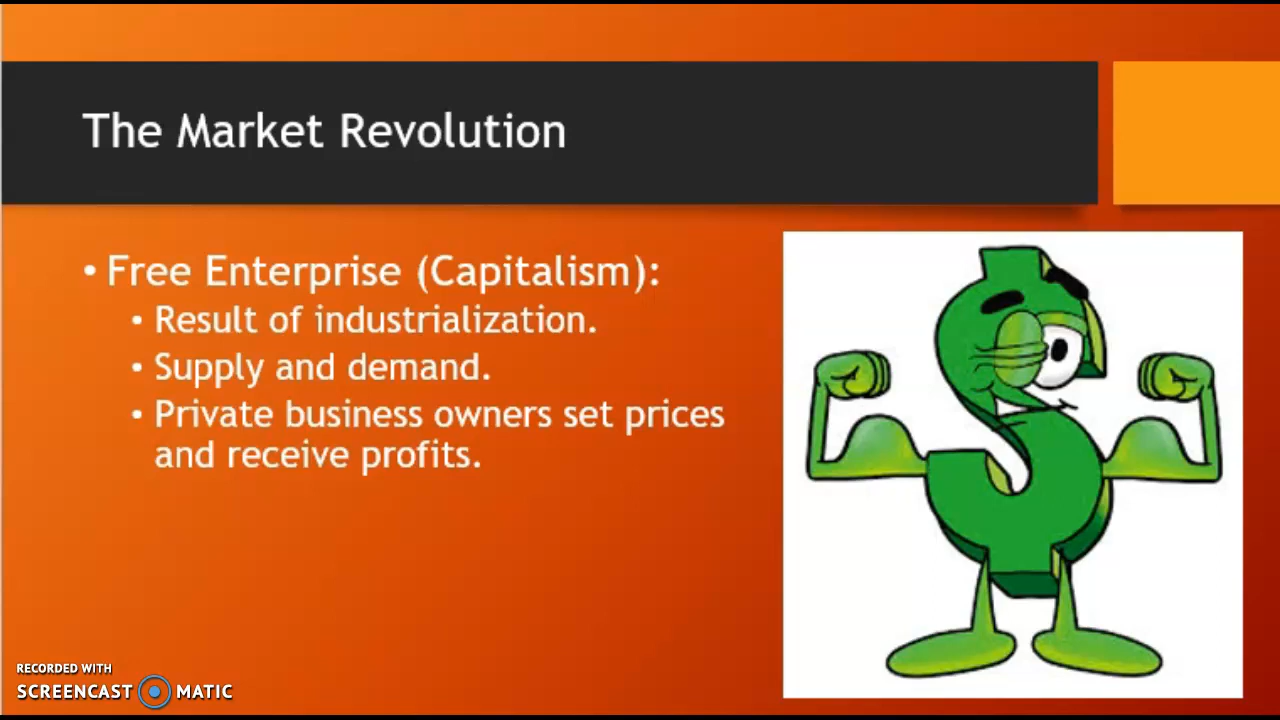 The Market Revolution
• Free Enterprise (Capitalism):
• Result of industrialization.
• Supply and demand.
• Private business owners set prices
and receive profits.
RECORDED WITH
SCREENCAST MATIC